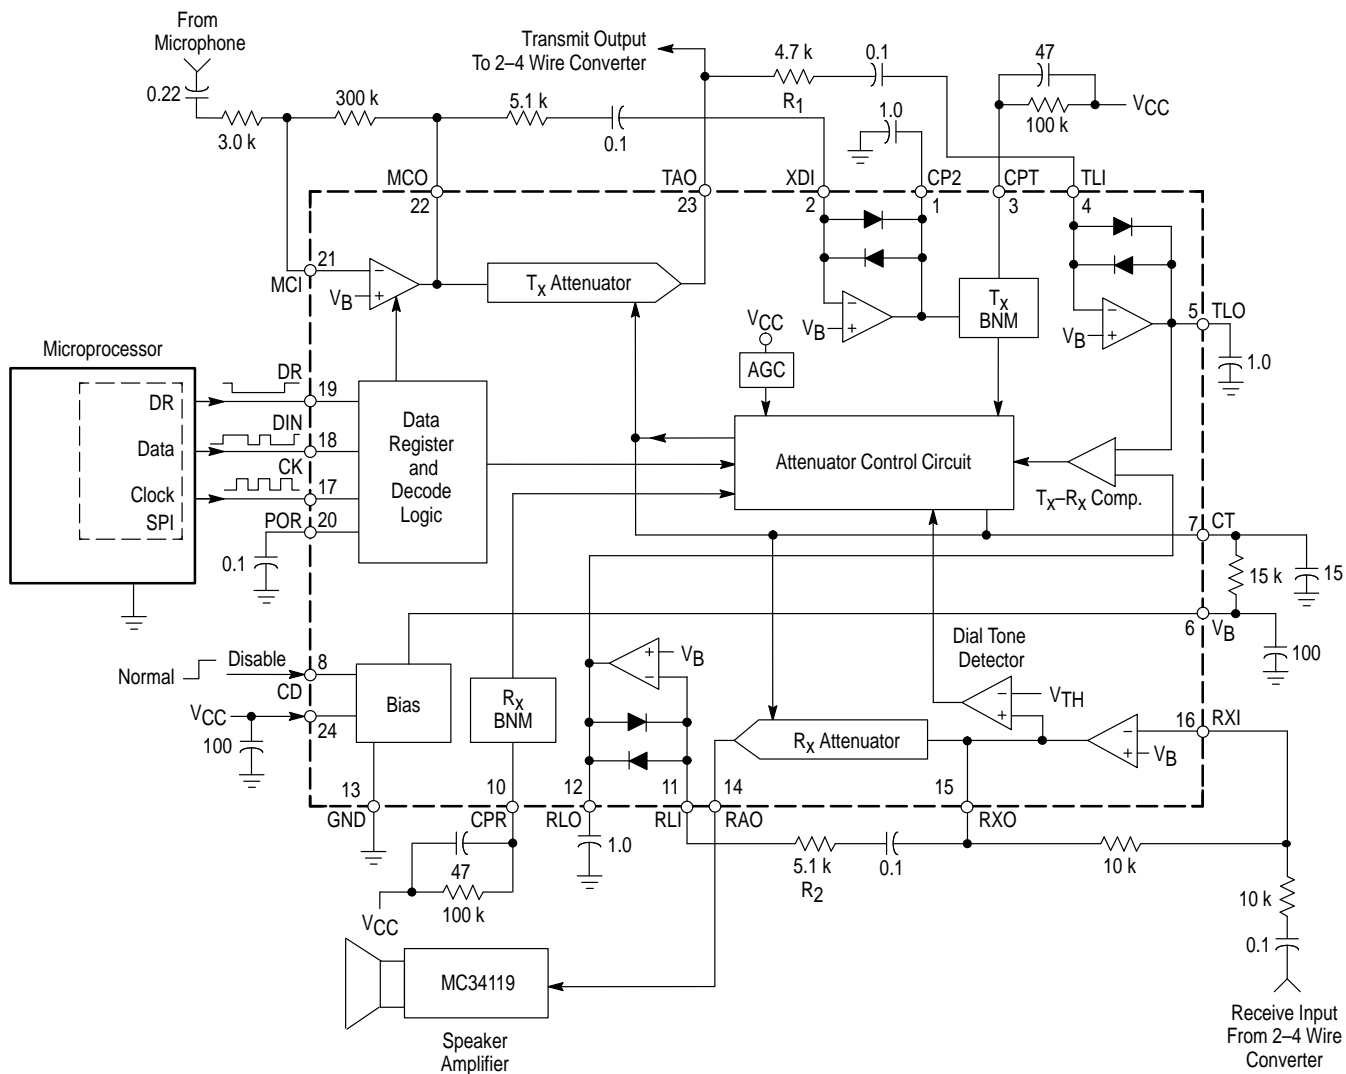 From
Microphone
0.22
3.0 k
300 k
5.1 k
0.1
Transmit Output
To 2–4 Wire Converter
4.7 k
R1
0.1
1.0
47
100 k
VCC
MCO
22
TAO
23
XDI
2
CP2
1
CPT
3
TLI
4
21
MCI
VB
–
+
Tx Attenuator
VB
–
+
Tx
BNM
VB
–
+
5
TLO
1.0
VCC
AGC
Microprocessor
DR
Data
Clock
SPI
DR
19
DIN
18
CK
17
POR
20
0.1
Data
Register
and
Decode
Logic
Attenuator Control Circuit
Tx–Rx Comp.
7
CT
15 k
15
6
VB
100
Normal
Disable
8
CD
VCC
24
100
Bias
Rx
BNM
+
–
VB
Dial Tone
Detector
–
+
VTH
Rx Attenuator
–
+
VB
16
RXI
13
GND
10
CPR
12
RLO
11
RLI
14
RAO
15
RXO
1.0
47
100 k
VCC
5.1 k
R2
0.1
10 k
10 k
0.1
MC34119
Speaker
Amplifier
Receive Input
From 2–4 Wire
Converter